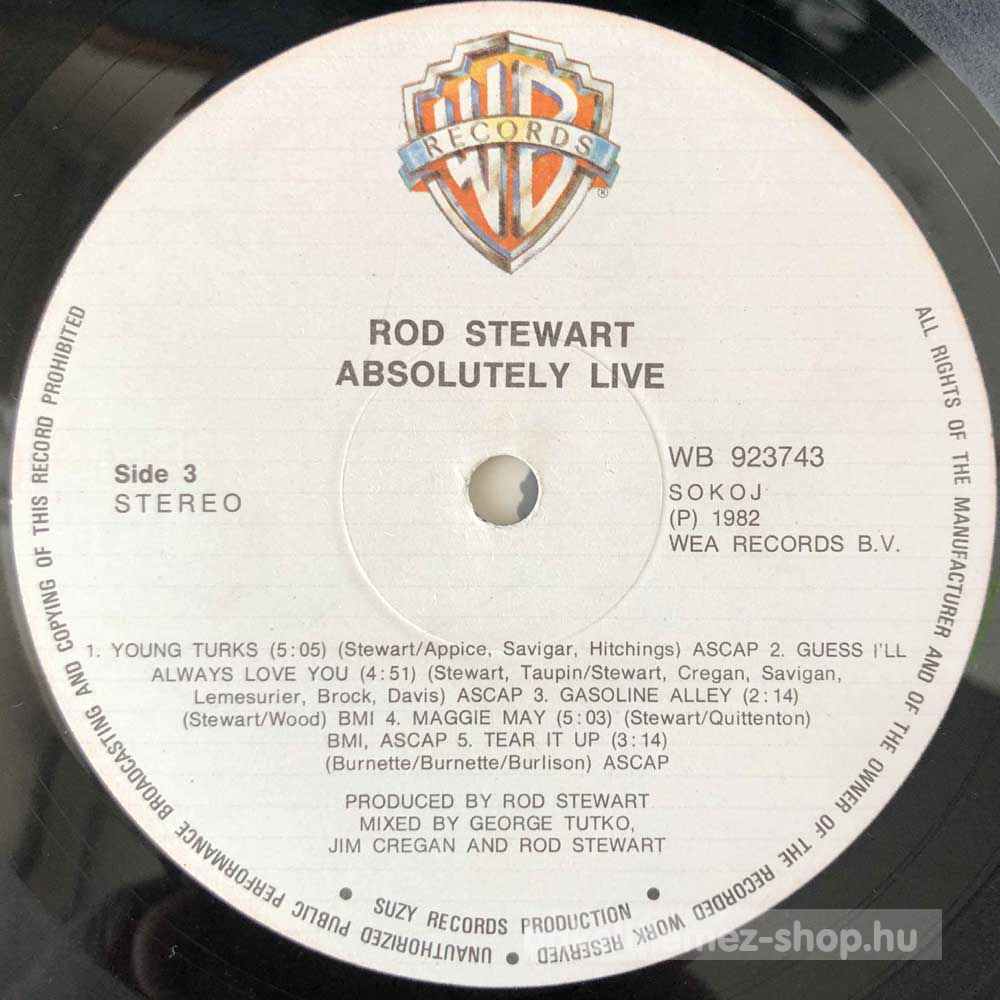 WB
RECORDS
®
ROD STEWART
ABSOLUTELY LIVE
Side 3
STEREO
WB 923743
SOKOJ
(P) 1982
WEA RECORDS B.V.
1. YOUNG TURKS (5:05) (Stewart/Appice, Savigar, Hitchings) ASCAP 2. GUESS I'LL
ALWAYS LOVE YOU (4:51) (Stewart, Taupin/Stewart, Cregan, Savigan,
Lemesurier, Brock, Davis) ASCAP 3. GASOLINE ALLEY (2:14)
(Stewart/Wood) BMI 4. MAGGIE MAY (5:03) (Stewart/Quittenton)
BMI, ASCAP 5. TEAR IT UP (3:14)
(Burnette/Burnette/Burlison) ASCAP
PRODUCED BY ROD STEWART
MIXED BY GEORGE TUTKO,
JIM CREGAN AND ROD STEWART
• SUZY RECORDS PRODUCTION •
ALL RIGHTS OF THE MANUFACTURER AND OF THE OWNER OF THE RECORDED WORK RESERVED • UNAUTHORIZED PUBLIC PERFORMANCE BROADCASTING AND COPYING OF THIS RECORD PROHIBITED
mez-shop.hu